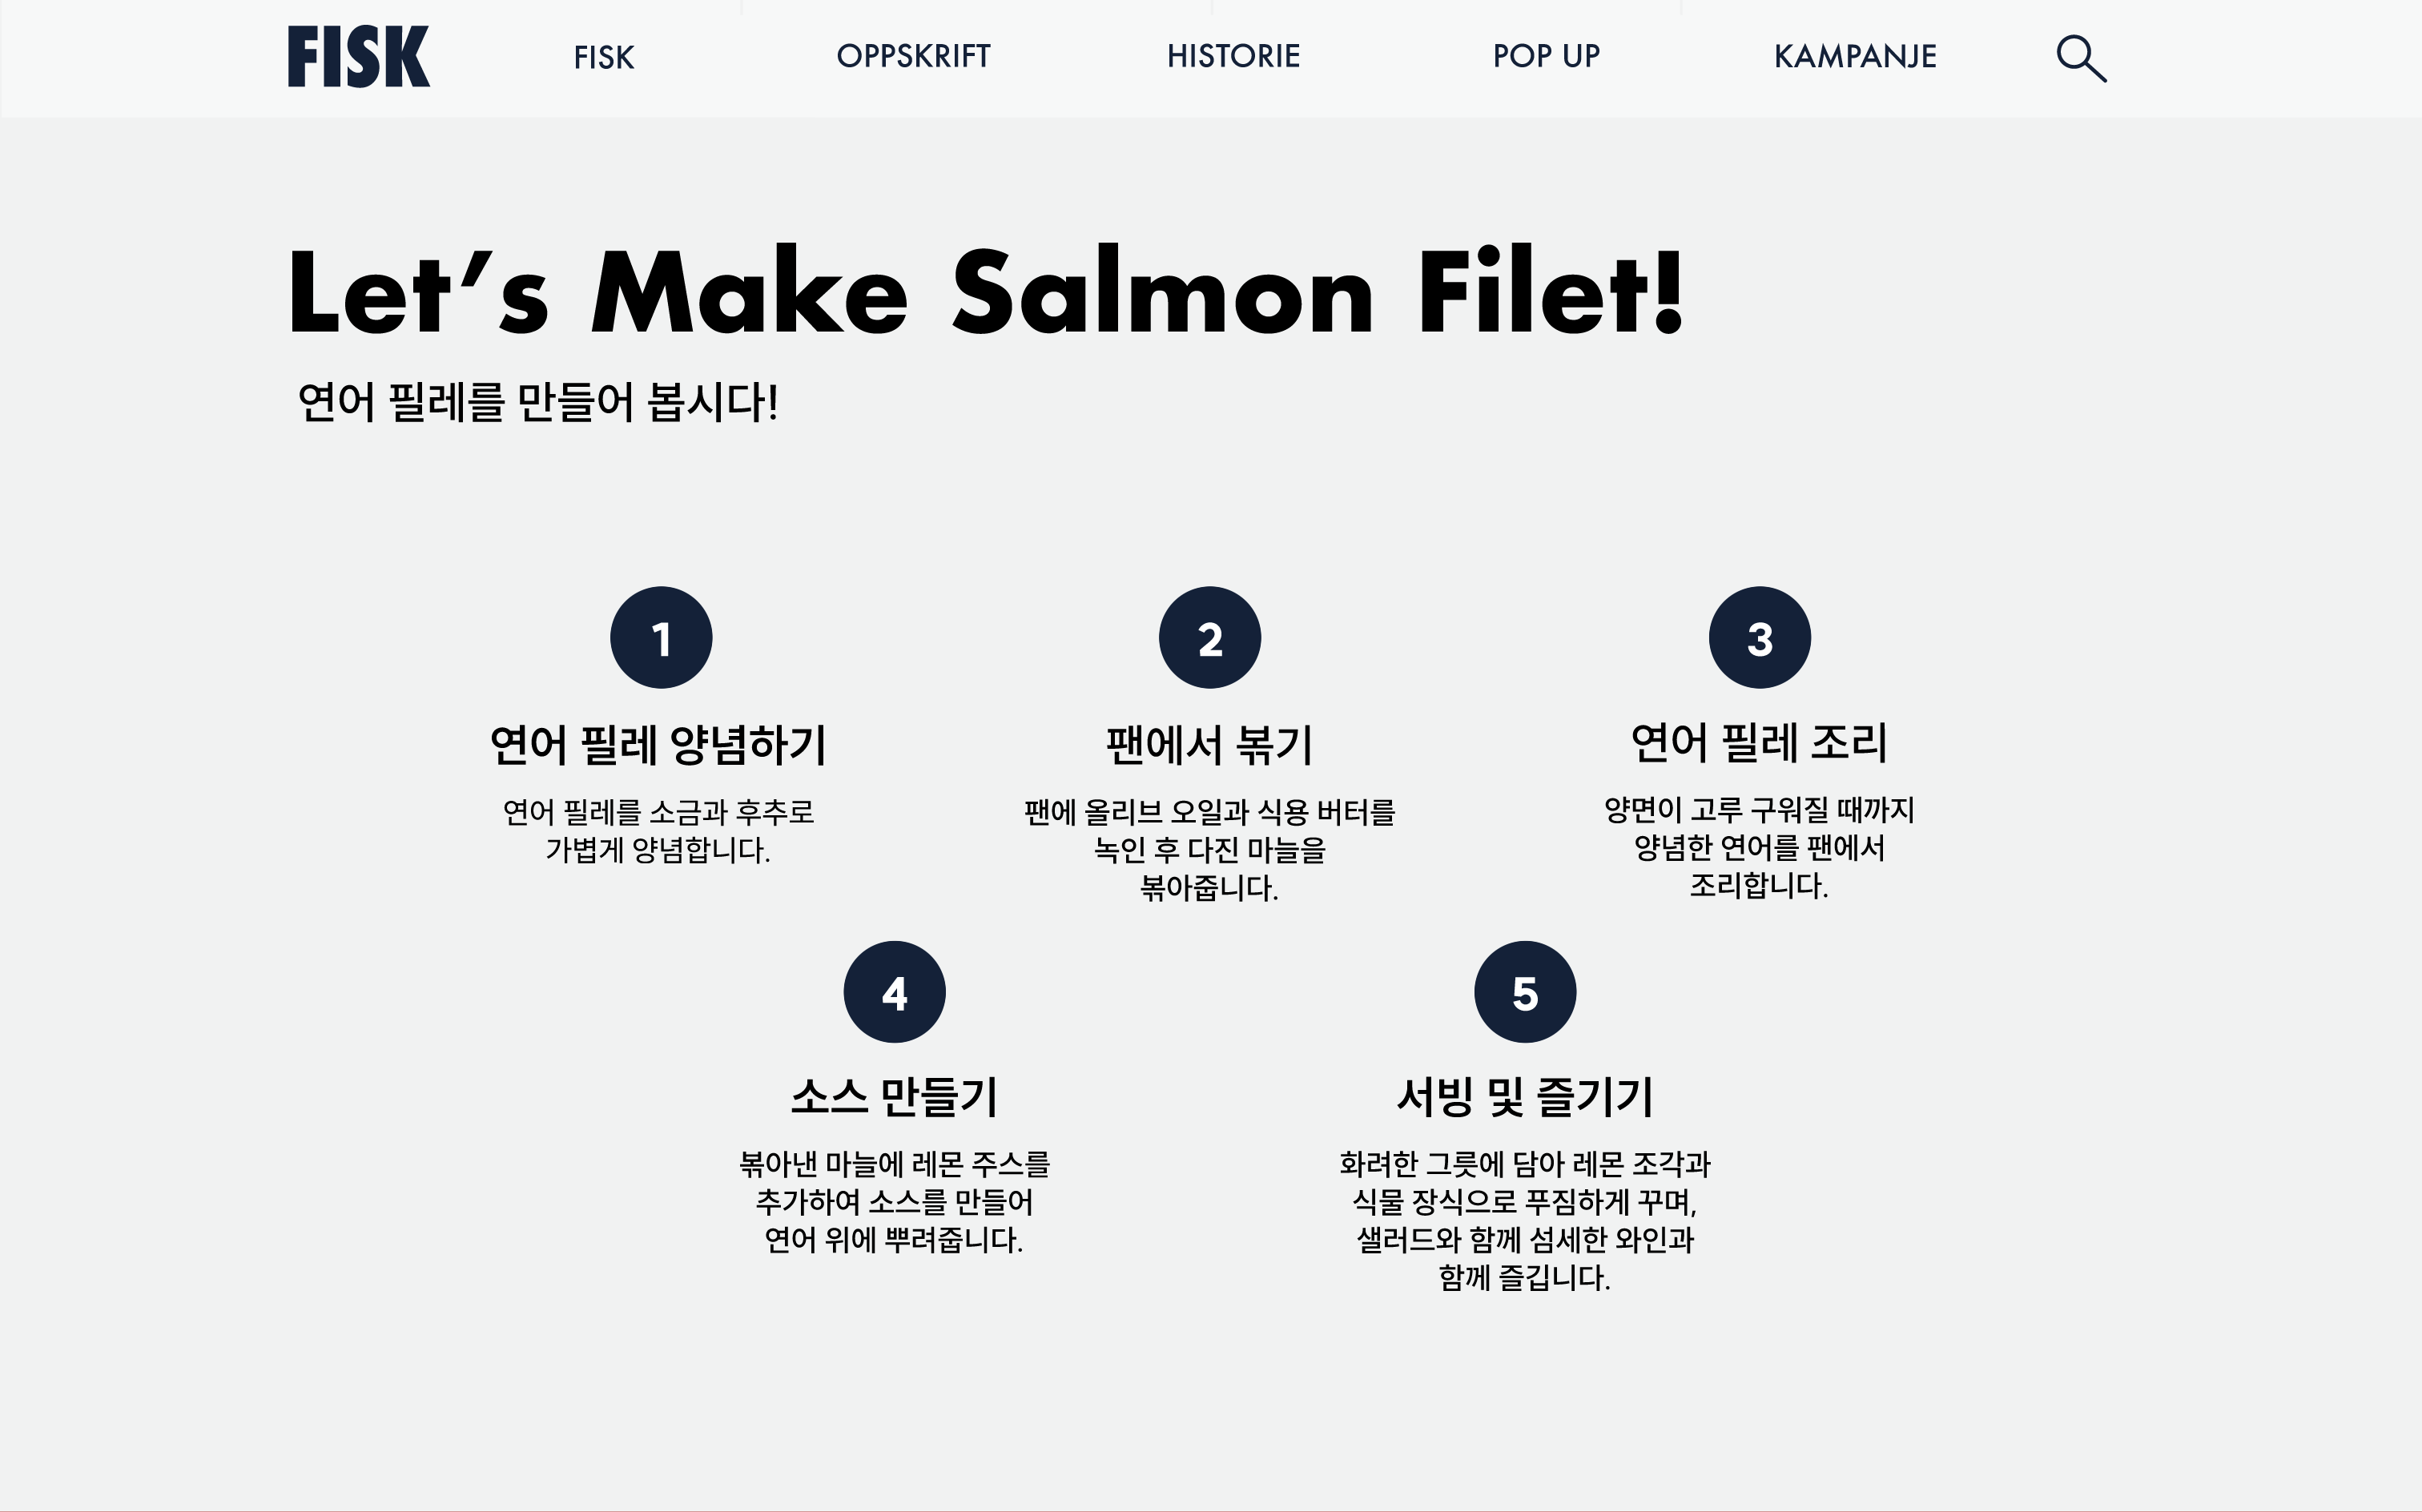 FISK
FISK
OPPSKRIFT
HISTORIE
POP UP
KAMPANJE
Let’s Make Salmon Filet!
연어 필레를 만들어 봅시다!
1
연어 필레 양념하기
연어 필레를 소금과 후추로
가볍게 양념합니다.
2
팬에서 볶기
팬에 올리브 오일과 식용 버터를
녹인 후 다진 마늘을
볶아줍니다.
3
연어 필레 조리
양면이 고루 구워질 때까지
양념한 연어를 팬에서
조리합니다.
4
소스 만들기
볶아낸 마늘에 레몬 주스를
추가하여 소스를 만들어
연어 위에 뿌려줍니다.
5
서빙 및 즐기기
화려한 그릇에 담아 레몬 조각과
식물 장식으로 푸짐하게 꾸며,
샐러드와 함께 섬세한 와인과
함께 즐깁니다.